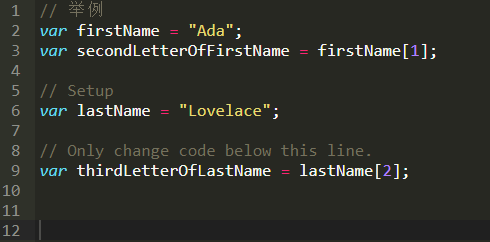 1 // 举例
2 var firstName = "Ada";
3 var secondLetterOfFirstName = firstName[1];
4
5 // Setup
6 var lastName = "Lovelace";
7
8 // Only change code below this line.
9 var thirdLetterOfLastName = lastName[2];
10
11
12